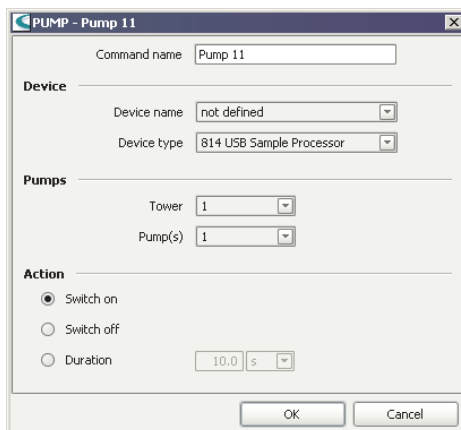 PUMP - Pump 11
Command name Pump 11
Device
Device name not defined
Device type 814 USB Sample Processor
Pumps
Tower 1
Pump(s) 1
Action
Switch on
Switch off
Duration 10.0 s
OK Cancel